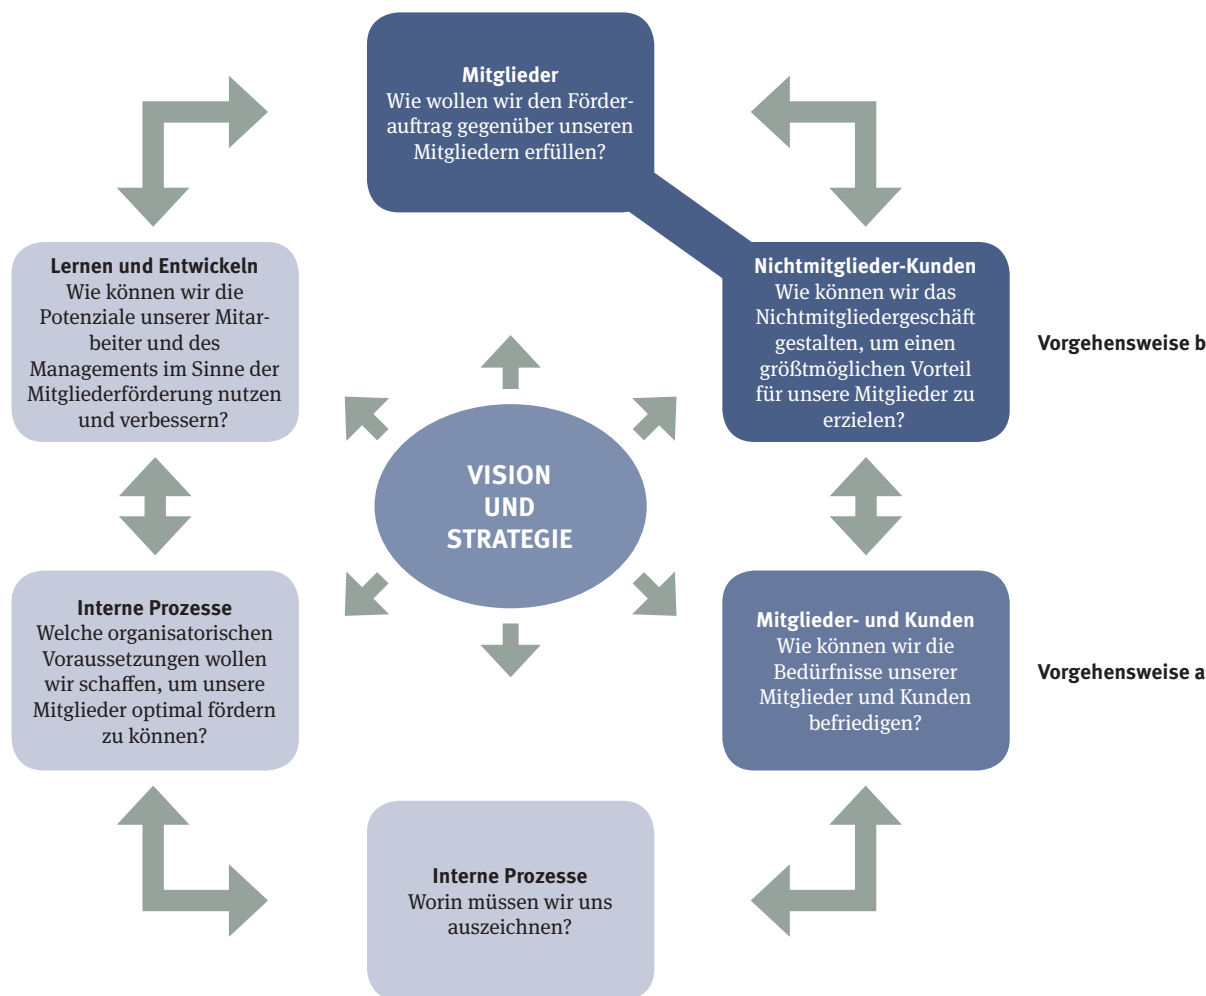 Mitglieder
Wie wollen wir den Förder-
auftrag gegenüber unseren
Mitgliedern erfüllen?
Lernen und Entwickeln
Wie können wir die
Potenziale unserer Mitar-
beiter und des
Managements im Sinne der
Mitgliederförderung nutzen
und verbessern?
Nichtmitglieder-Kunden
Wie können wir das
Nichtmitgliedergeschäft
gestalten, um einen
größtmöglichen Vorteil
für unsere Mitglieder zu
erzielen?
Vorgehensweise b
VISION
UND
STRATEGIE
Interne Prozesse
Welche organisatorischen
Voraussetzungen wollen
wir schaffen, um unsere
Mitglieder optimal fördern
zu können?
Mitglieder- und Kunden
Wie können wir die
Bedürfnisse unserer
Mitglieder und Kunden
befriedigen?
Vorgehensweise a
Interne Prozesse
Worin müssen wir uns
auszeichnen?